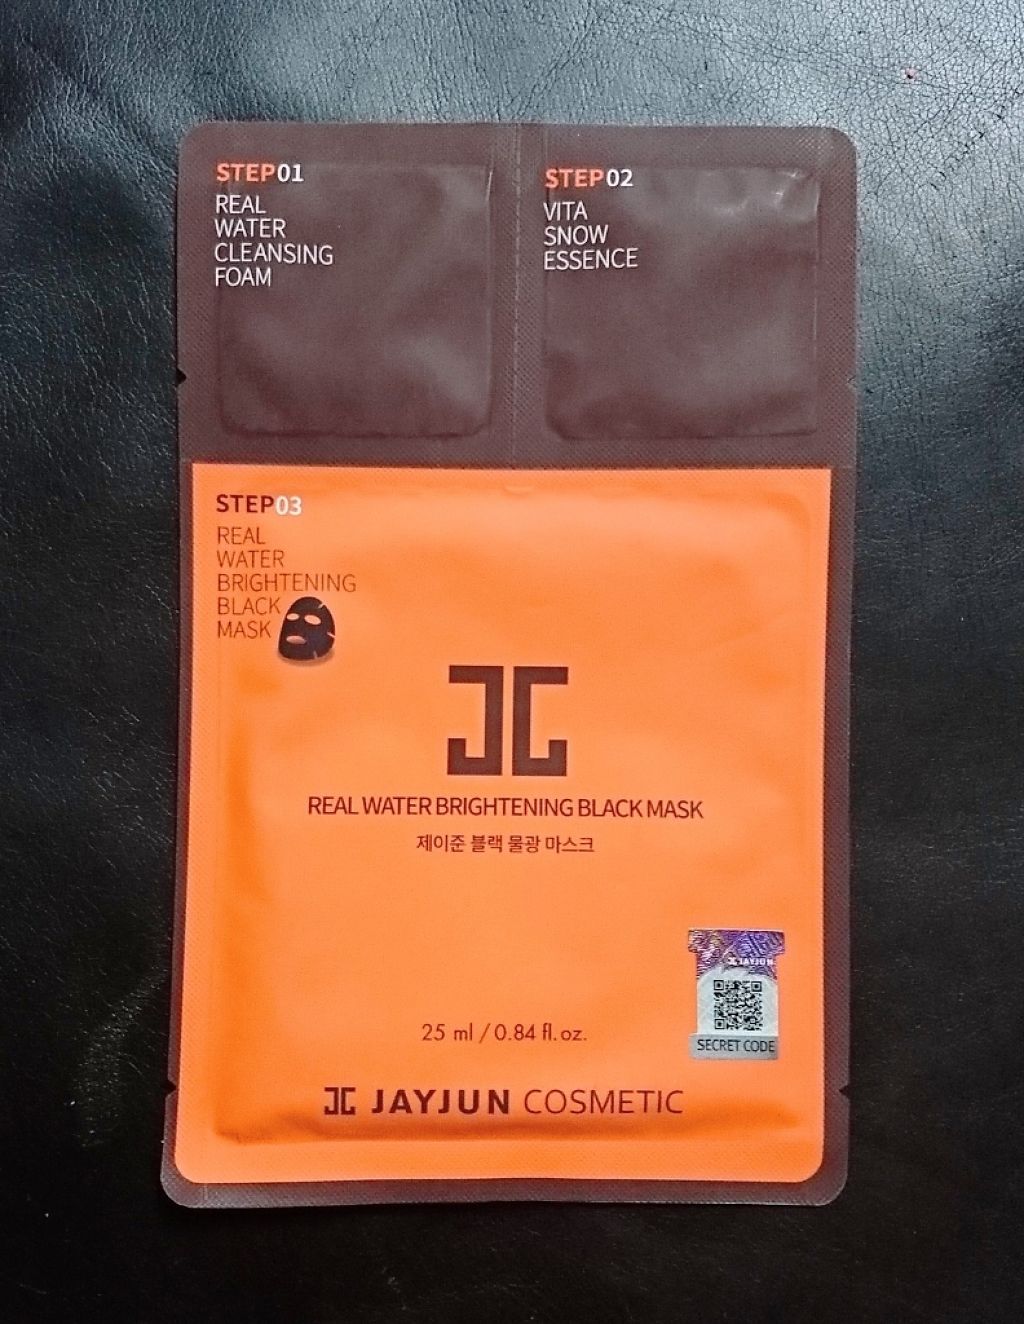 STEP01
REAL
WATER
CLEANSING
FOAM
STEP02
VITA
SNOW
ESSENCE
STEP03
REAL
WATER
BRIGHTENING
BLACK
MASK
REAL WATER BRIGHTENING BLACK MASK
제이준 블랙 물광 마스크
JAYJUN
SECRET CODE
25 ml / 0.84 fl. oz.
JAYJUN COSMETIC